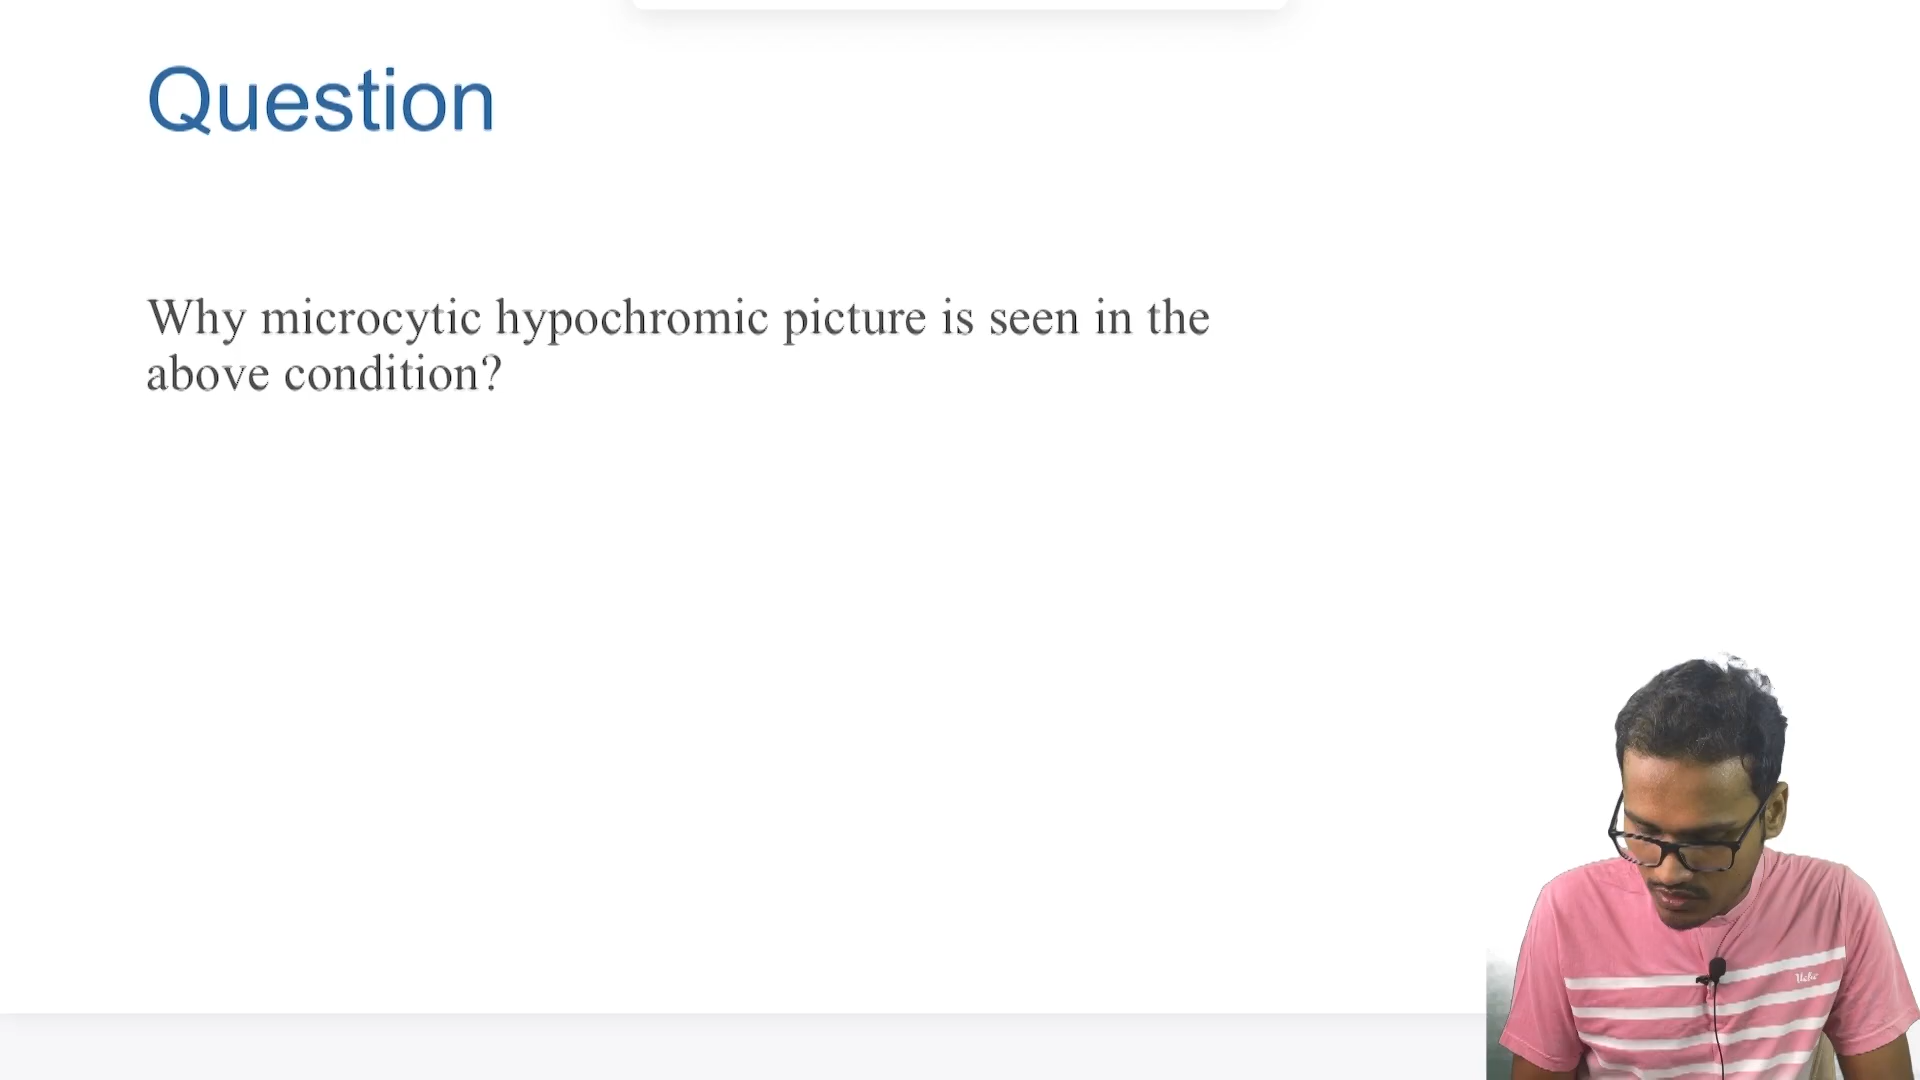 Question
Why microcytic hypochromic picture is seen in the
above condition?